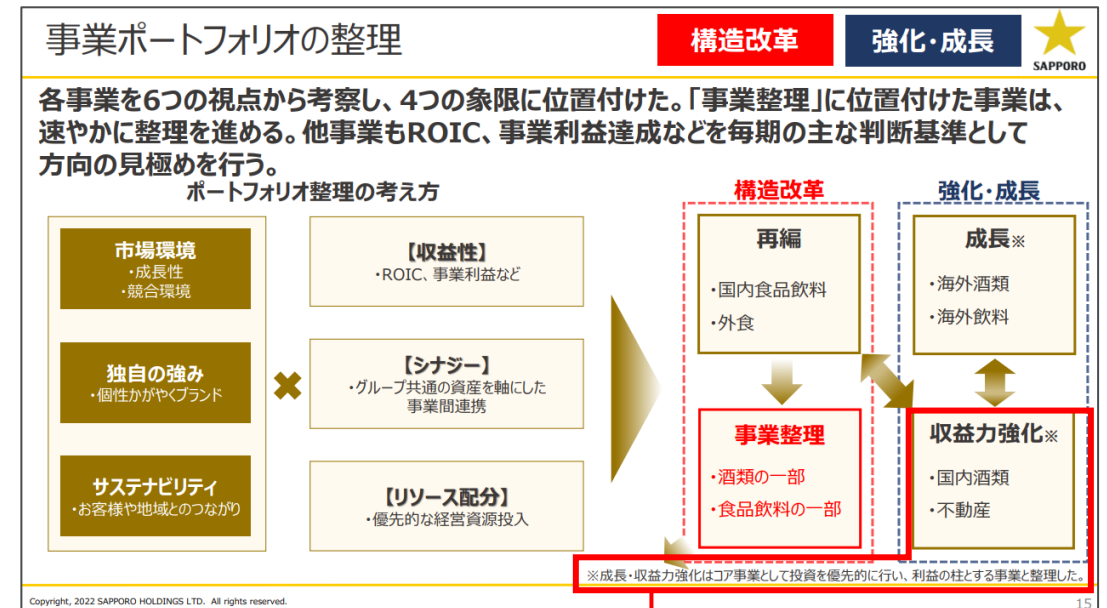 事業ポートフォリオの整理
構造改革
強化・成長
SAPPORO
各事業を6つの視点から考察し、4つの象限に位置付けた。「事業整理」に位置付けた事業は、
速やかに整理を進める。他事業もROIC、事業利益達成などを毎期の主な判断基準として
方向の見極めを行う。
ポートフォリオ整理の考え方
市場環境
・成長性
・競合環境
独自の強み
・個性かがやくブランド
サステナビリティ
・お客様や地域とのつながり
【収益性】
・ROIC、事業利益など
【シナジー】
・グループ共通の資産を軸にした
事業間連携
【リソース配分】
・優先的な経営資源投入
構造改革
再編
・国内食品飲料
・外食
事業整理
・酒類の一部
・食品飲料の一部
強化・成長
成長※
・海外酒類
・海外飲料
収益力強化※
・国内酒類
・不動産
※成長・収益力強化はコア事業として投資を優先的に行い、利益の柱とする事業と整理した。
Copyright, 2022 SAPPORO HOLDINGS LTD. All rights reserved.
15